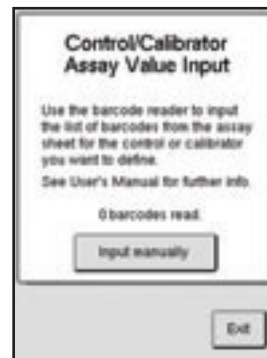 Control/Calibrator
Assay Value Input
Use the barcode reader to input
the list of barcodes from the assay
sheet for the control or calibrator
you want to define.
See User's Manual for further info.
0 barcodes read.
Input manually
Exit